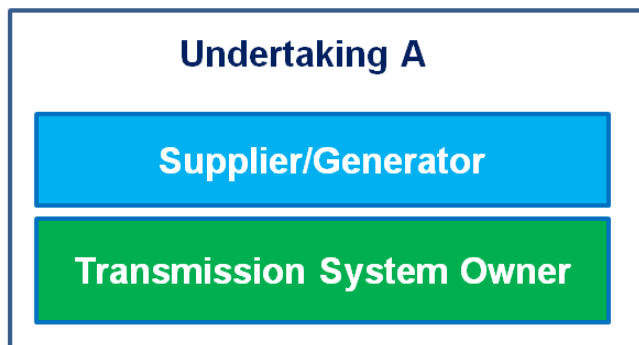 Undertaking A
Supplier/Generator
Transmission System Owner